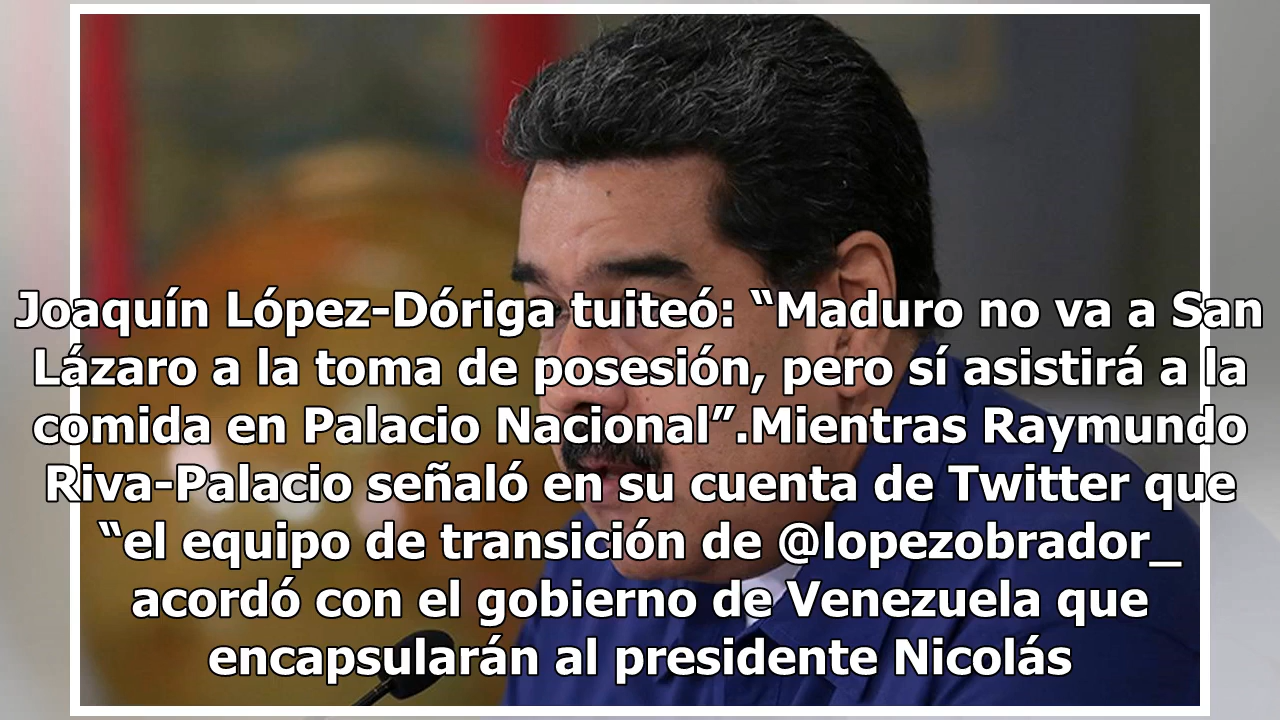 Joaquín López-Dóriga tuiteó: “Maduro no va a San
Lázaro a la toma de posesión, pero sí asistirá a la
comida en Palacio Nacional”.Mientras Raymundo
Riva-Palacio señaló en su cuenta de Twitter que
“el equipo de transición de @lopezobrador_
acordó con el gobierno de Venezuela que
encapsularán al presidente Nicolás